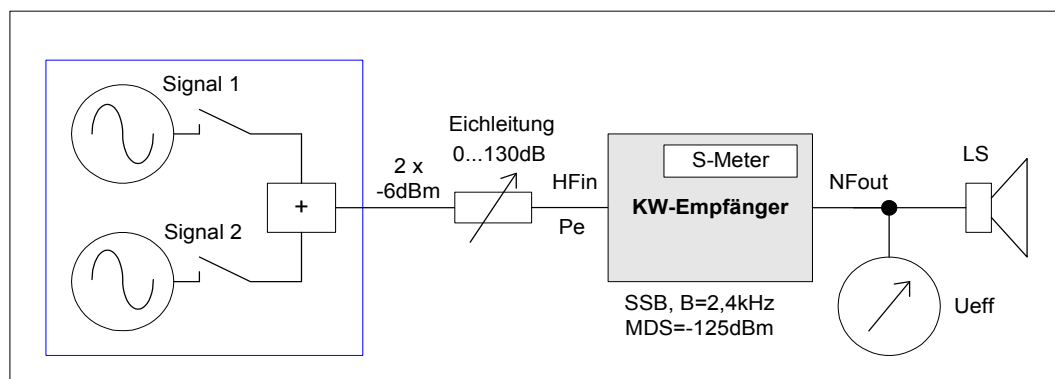 Signal 1
Signal 2
+
2 x
-6dBm
Eichleitung
0...130dB
HFin
Pe
S-Meter
KW-Empfänger
SSB, B=2,4kHz
MDS=-125dBm
NFout
LS
Ueff